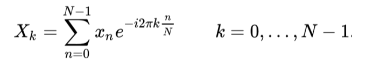 X_k = \sum_{n=0}^{N-1} x_n e^{-i2\pi k \frac{n}{N}} \qquad k = 0, \ldots, N-1.